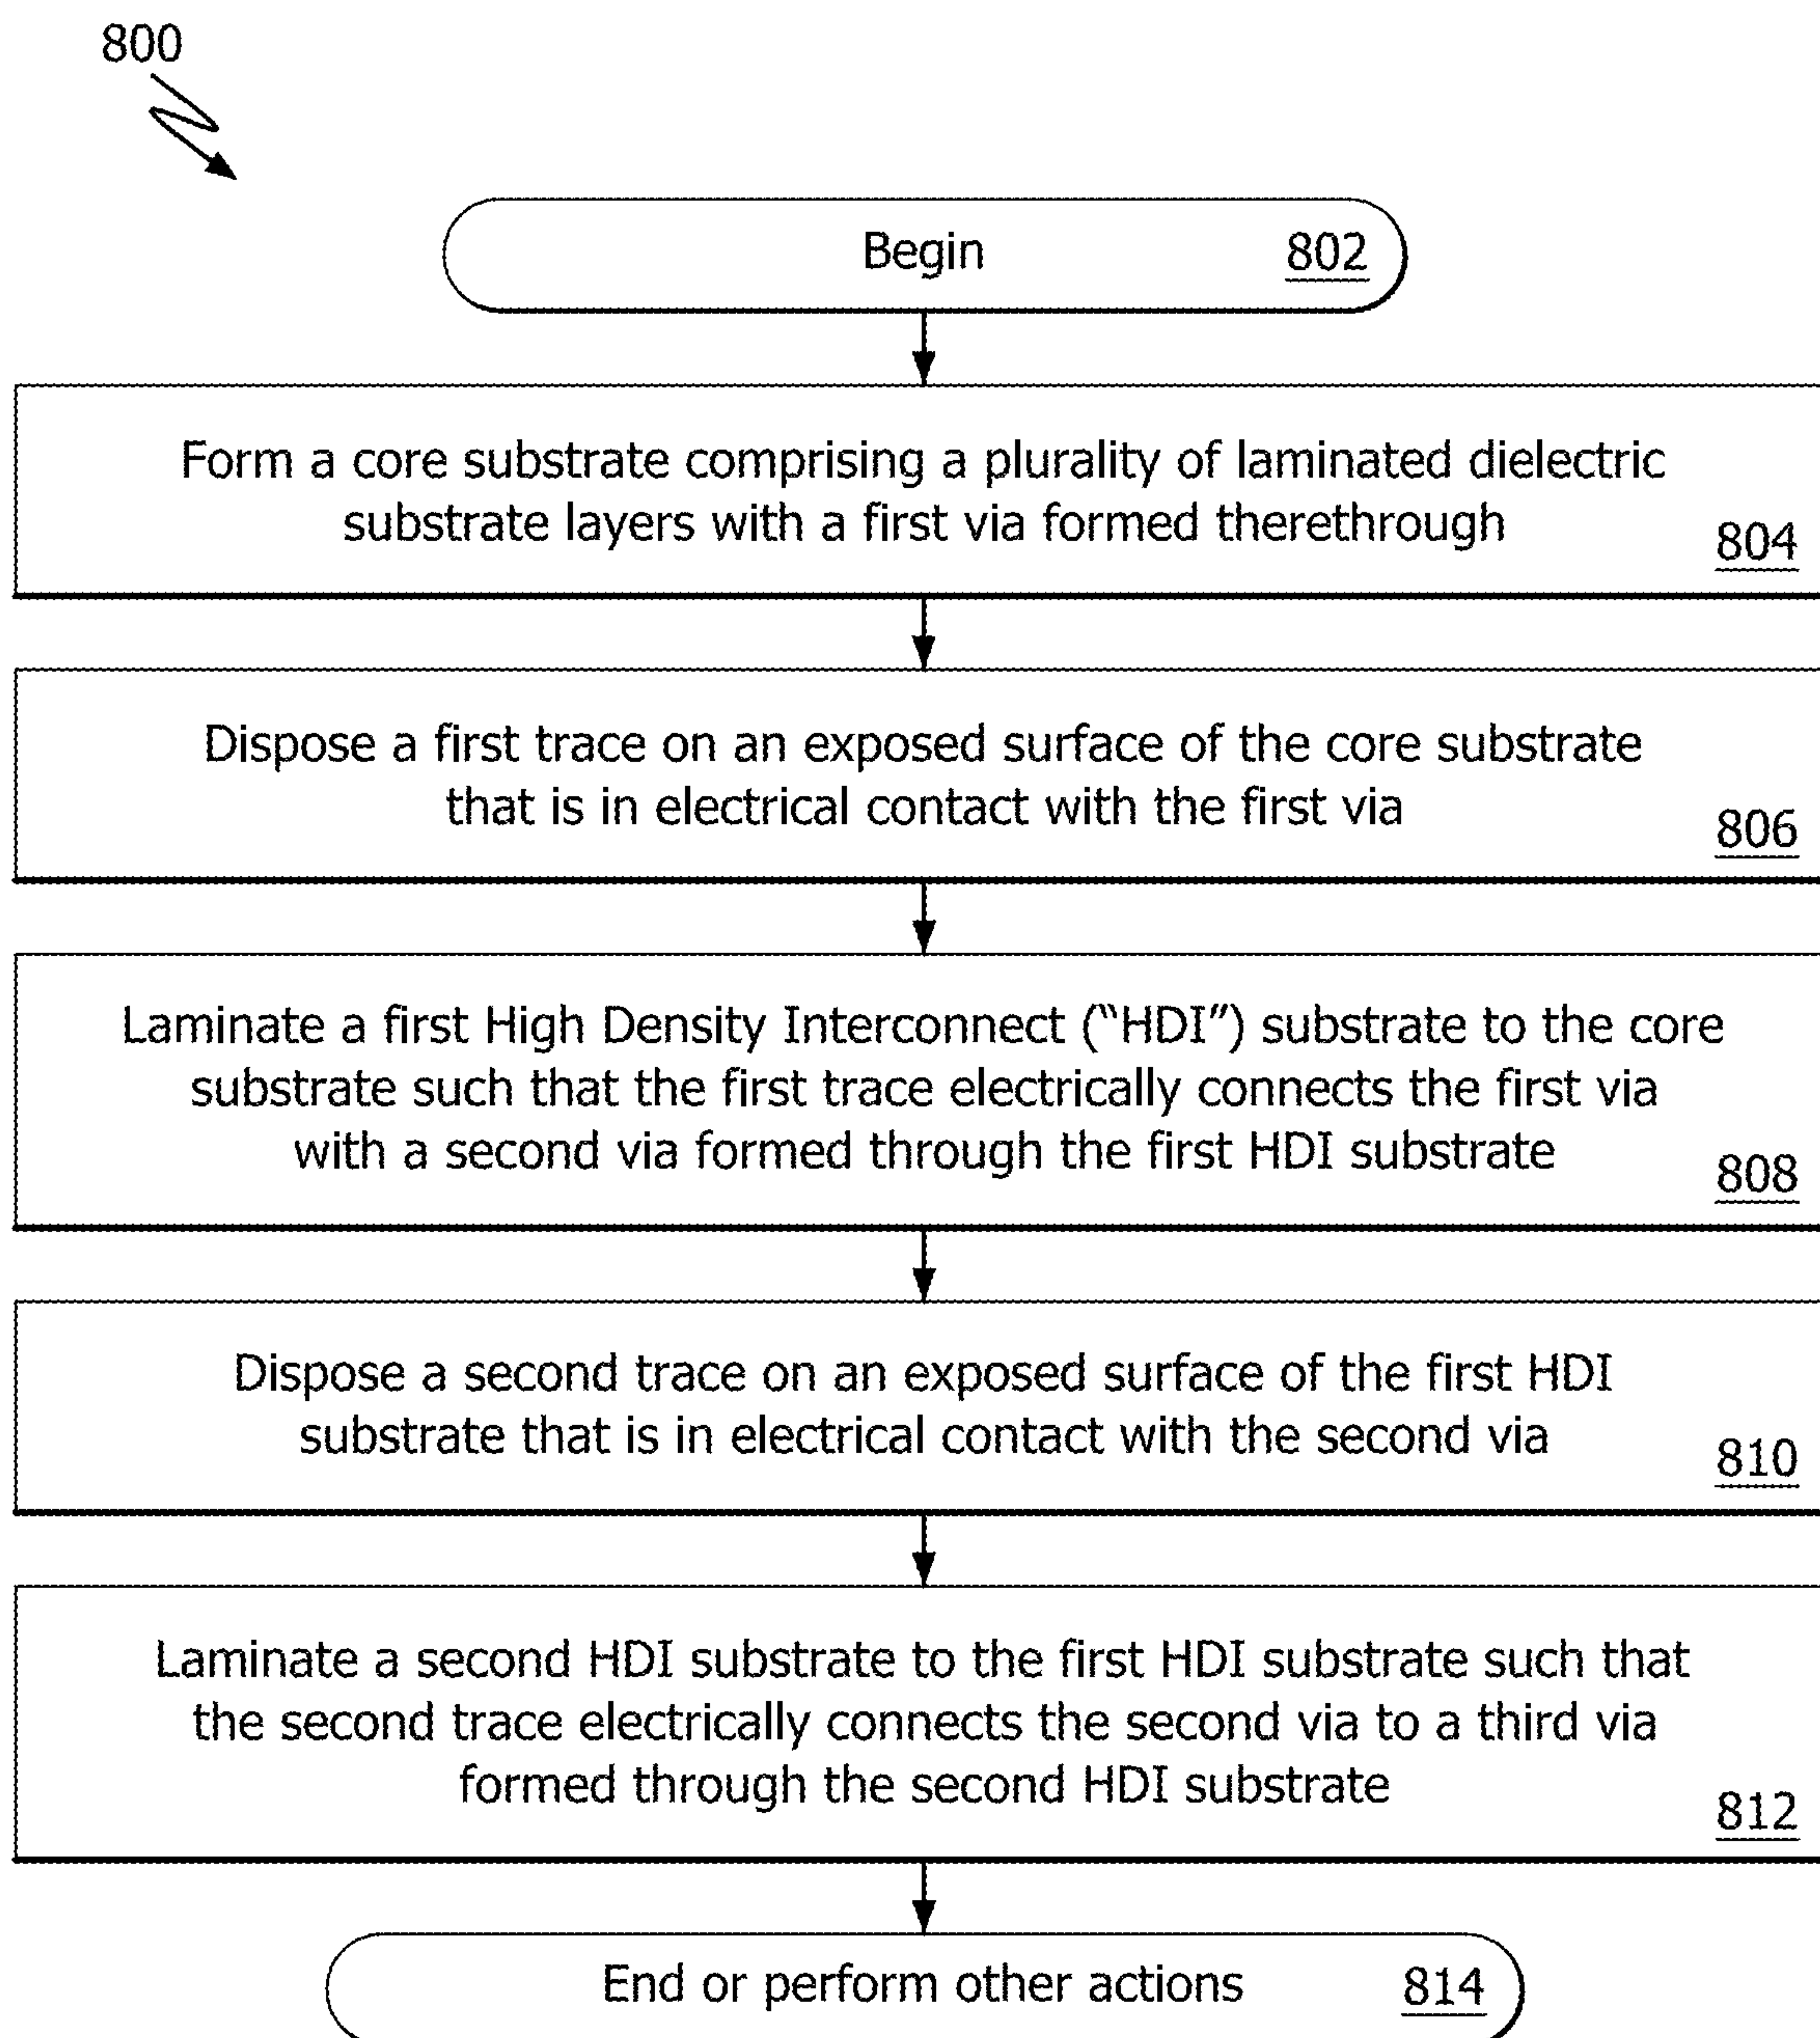 800
Begin 802
Form a core substrate comprising a plurality of laminated dielectric
substrate layers with a first via formed therethrough
804
Dispose a first trace on an exposed surface of the core substrate
that is in electrical contact with the first via
806
Laminate a first High Density Interconnect (“HDI”) substrate to the core
substrate such that the first trace electrically connects the first via
with a second via formed through the first HDI substrate
808
Dispose a second trace on an exposed surface of the first HDI
substrate that is in electrical contact with the second via
810
Laminate a second HDI substrate to the first HDI substrate such that
the second trace electrically connects the second via to a third via
formed through the second HDI substrate
812
End or perform other actions 814